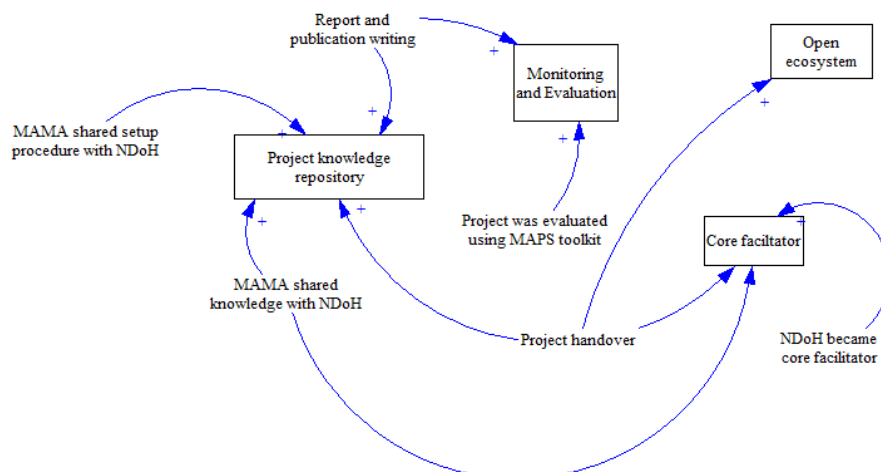 Report and
publication writing
+
Monitoring
and Evaluation
Open
ecosystem
+
MAMA shared setup
procedure with NDoH
+
+
Project knowledge
repository
+
+
+
Project was evaluated
using MAPS toolkit
Core faciltator
+
MAMA shared
knowledge with NDoH
Project handover
NDoH became
core facilitator